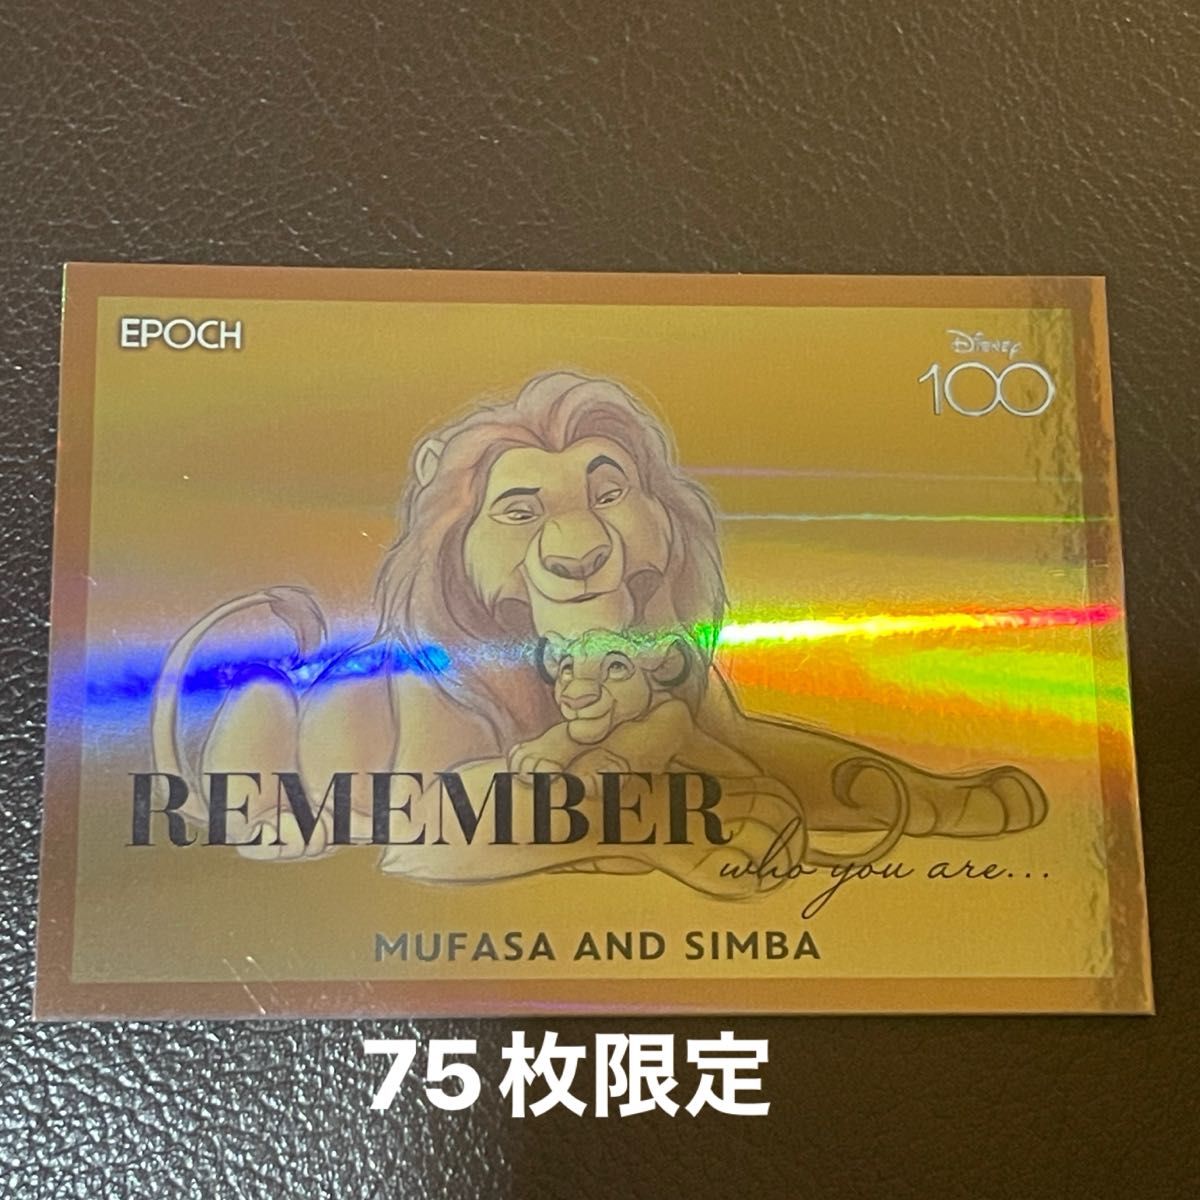 EPOCH
Disney
100
REMEMBER
who you are...
MUFASA AND SIMBA
75枚限定